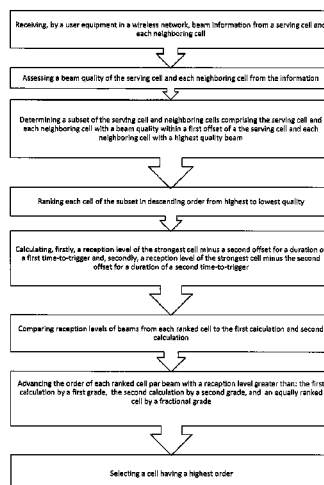 Receiving, by a user equipment in a wireless network, beam information from a serving cell and
each neighboring cell
Assessing a beam quality of the serving cell and each neighboring cell from the information
Determining a subset of the serving cell and neighboring cells comprising the serving cell and
each neighboring cell with a beam quality within a first offset of a the serving cell and each
neighboring cell with a highest quality beam
Ranking each cell of the subset in descending order from highest to lowest quality
Calculating, firstly, a reception level of the strongest cell minus a second offset for a duration of
a first time-to-trigger and, secondly, a reception level of the strongest cell minus the second
offset for a duration of a second time-to-trigger
Comparing reception levels of beams from each ranked cell to the first calculation and second
calculation
Advancing the order of each ranked cell per beam with a reception level greater than: the first
calculation by a first grade, the second calculation by a second grade, and an equally ranked
cell by a fractional grade
Selecting a cell having a highest order